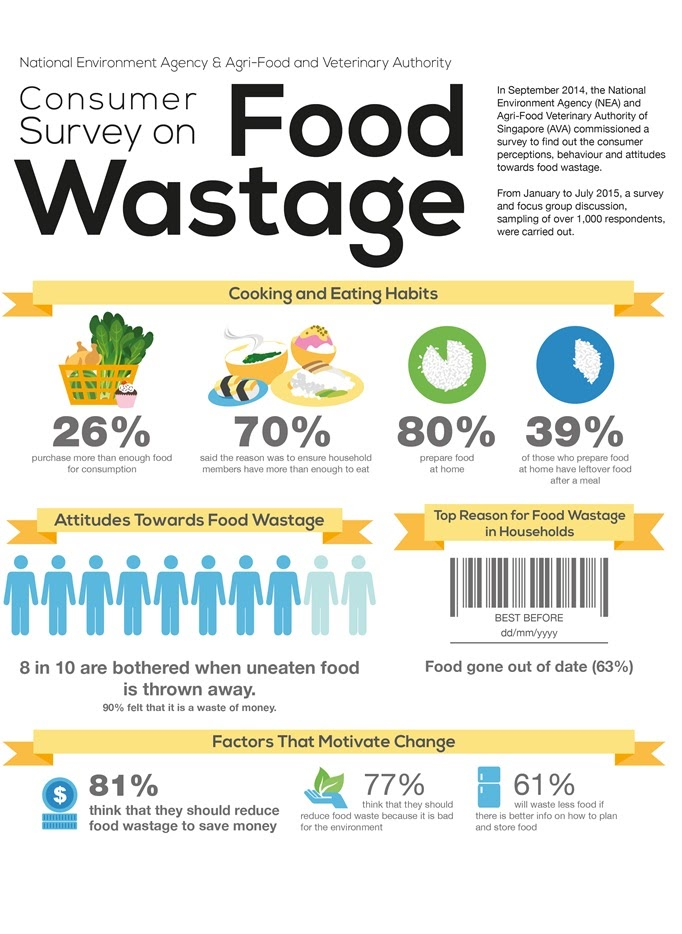 National Environment Agency & Agri-Food and Veterinary Authority
Consumer
Survey on
Food
Wastage
In September 2014, the National
Environment Agency (NEA) and
Agri-Food Veterinary Authority of
Singapore (AVA) commissioned a
survey to find out the consumer
perceptions, behaviour and attitudes
towards food wastage.
From January to July 2015, a survey
and focus group discussion,
sampling of over 1,000 respondents,
were carried out.
Cooking and Eating Habits
26%
purchase more than enough food
for consumption
70%
said the reason was to ensure household
members have more than enough to eat
80%
prepare food
at home
39%
of those who prepare food
at home have leftover food
after a meal
Attitudes Towards Food Wastage
8 in 10 are bothered when uneaten food
is thrown away.
90% felt that it is a waste of money.
Top Reason for Food Wastage
in Households
BEST BEFORE
dd/mm/yyyy
Food gone out of date (63%)
Factors That Motivate Change
$
81%
think that they should reduce
food wastage to save money
77%
think that they should
reduce food waste because it is bad
for the environment
61%
will waste less food if
there is better info on how to plan
and store food